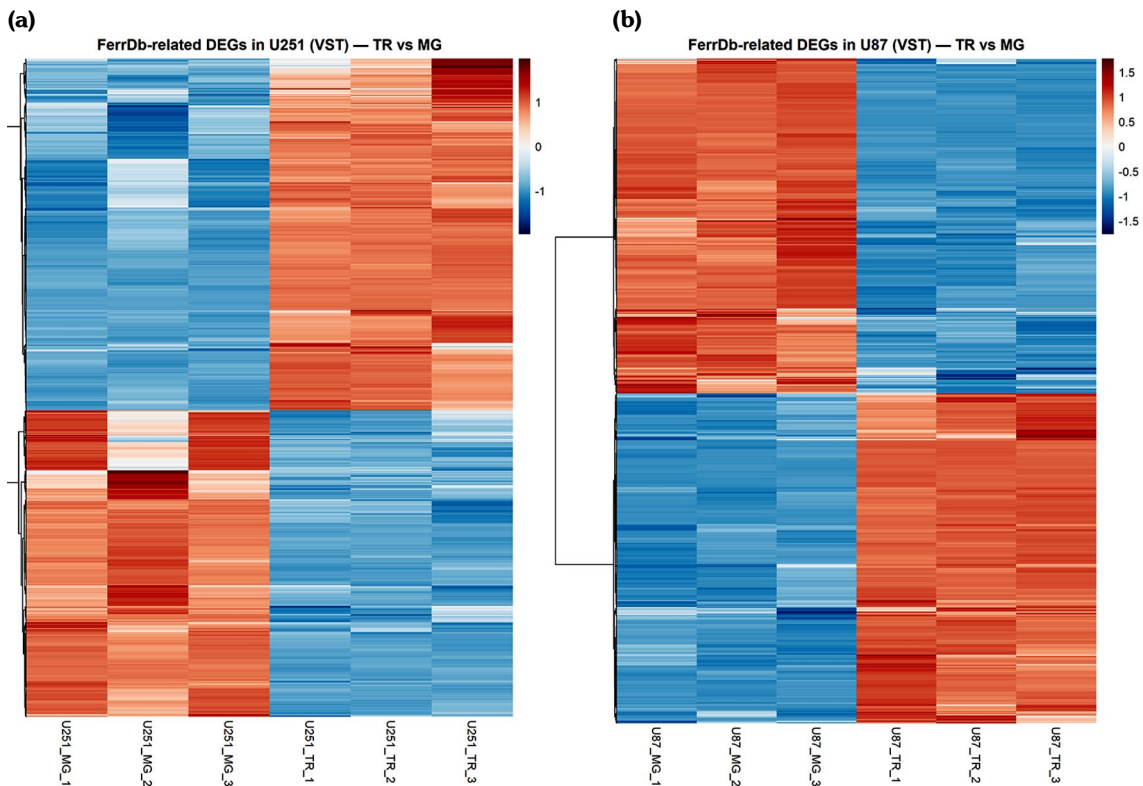 (a)
FerrDb-related DEGs in U251 (VST) — TR vs MG
1
0
-1
U251_MG_1
U251_MG_2
U251_MG_3
U251_TR_1
U251_TR_2
U251_TR_3
(b)
FerrDb-related DEGs in U87 (VST) — TR vs MG
1.5
1
0.5
0
-0.5
-1
-1.5
U87_MG_1
U87_MG_2
U87_MG_3
U87_TR_1
U87_TR_2
U87_TR_3